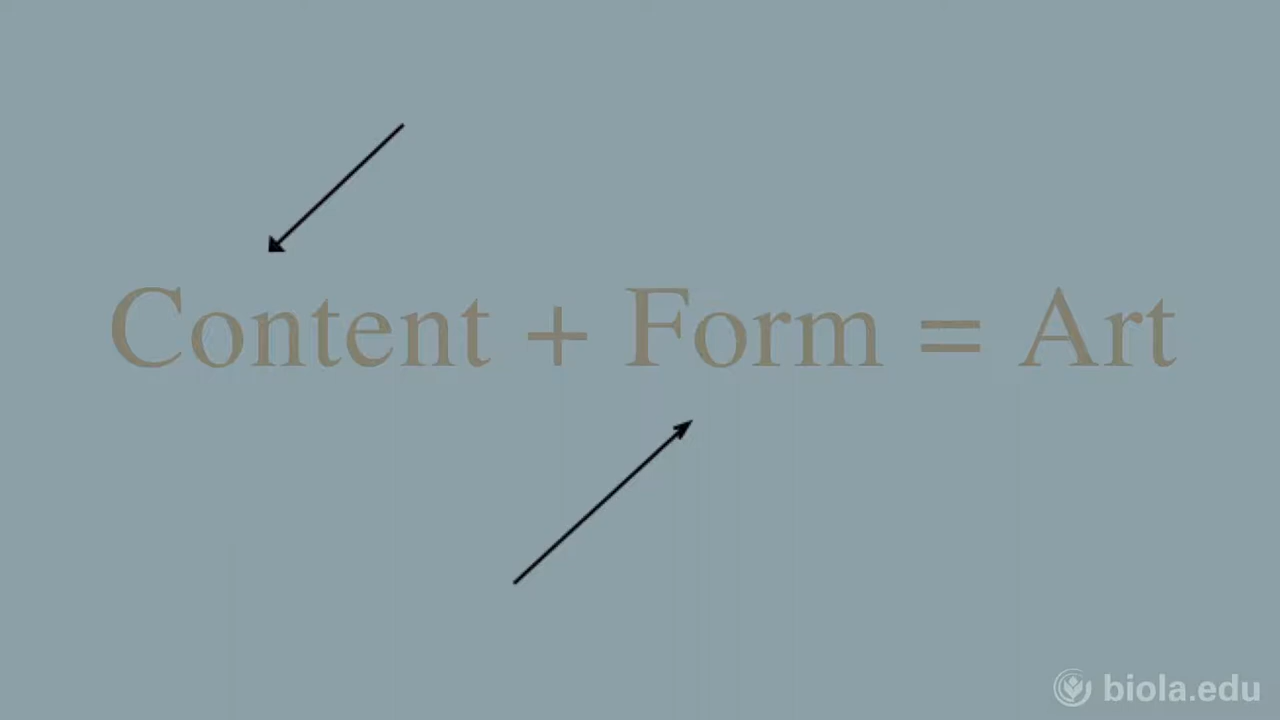 Content + Form = Art
biola.edu